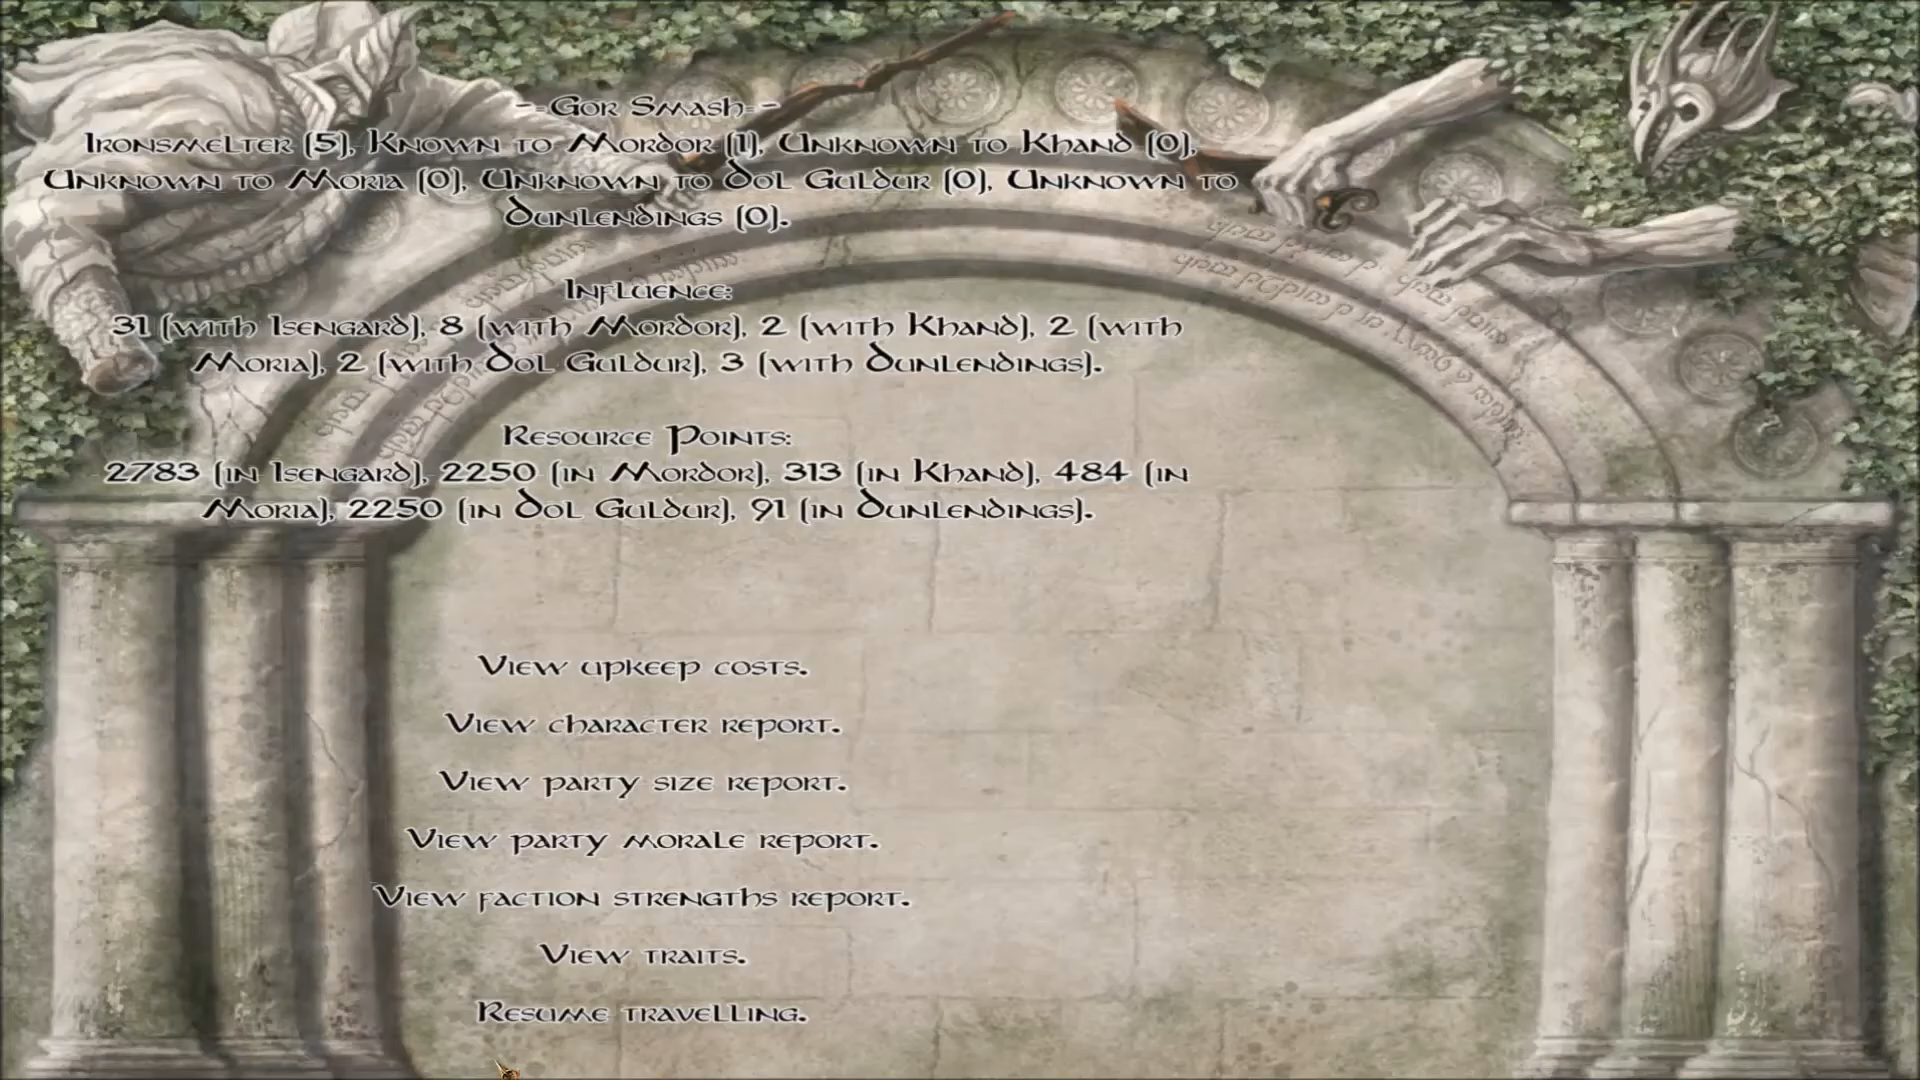 -=Gor Smash=-
Ironsmelter (5), Known to Mordor (1), Unknown to Khand (0),
Unknown to Moria (0), Unknown to Dol Guldur (0), Unknown to
Dunlendings (0).
Influence:
31 (with Isengard), 8 (with Mordor), 2 (with Khand), 2 (with
Moria), 2 (with Dol Guldur), 3 (with Dunlendings).
Resource Points:
2783 (in Isengard), 2250 (in Mordor), 313 (in Khand), 484 (in
Moria), 2250 (in Dol Guldur), 91 (in Dunlendings).
View upkeep costs.
View character report.
View party size report.
View party morale report.
View faction strengths report.
View traits.
Resume travelling.